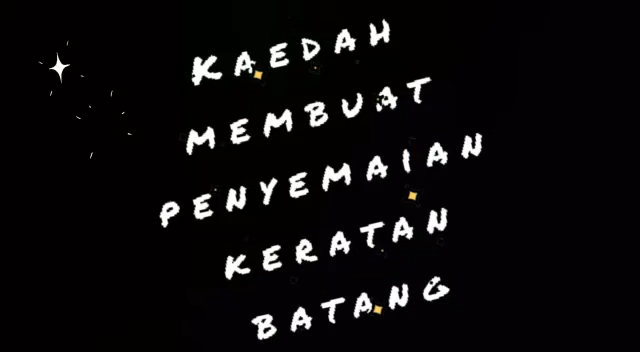 KAEDAH
MEMBUAT
PENYEMAIAN
KERATAN
BATANG